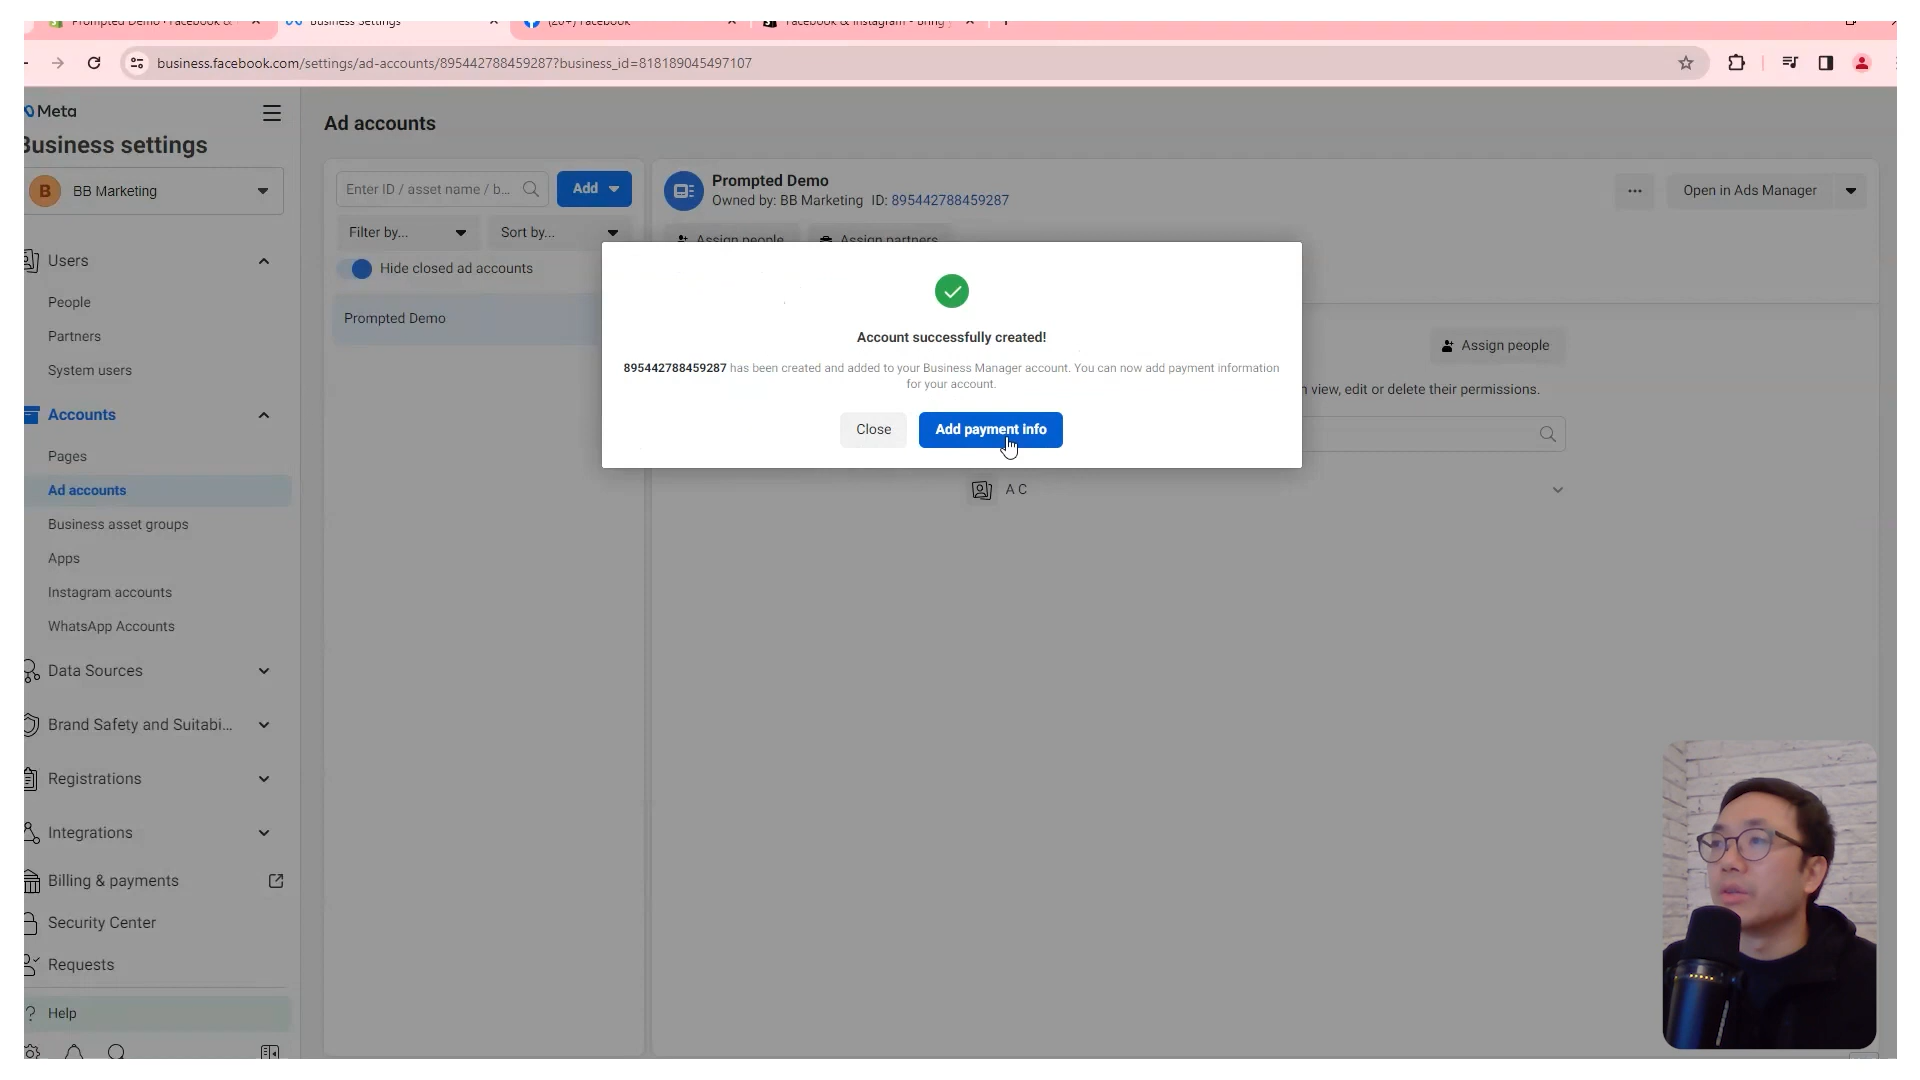 Prompted Demo · Facebook &
Business Settings
(20+) Facebook
Facebook & Instagram - Bring
business.facebook.com/settings/ad-accounts/895442788459287?business_id=818189045497107
Meta
Business settings
B
BB Marketing
Users
People
Partners
System users
Accounts
Pages
Ad accounts
Business asset groups
Apps
Instagram accounts
WhatsApp Accounts
Data Sources
Brand Safety and Suitabi...
Registrations
Integrations
Billing & payments
Security Center
Requests
? Help
Ad accounts
Enter ID / asset name / b...
Add
Filter by...
Sort by...
Hide closed ad accounts
Prompted Demo
Prompted Demo
Owned by: BB Marketing ID: 895442788459287
Open in Ads Manager
Assign people
Assign partners
Account successfully created!
895442788459287 has been created and added to your Business Manager account. You can now add payment information
for your account.
Close
Add payment info
Assign people
view, edit or delete their permissions.
A C